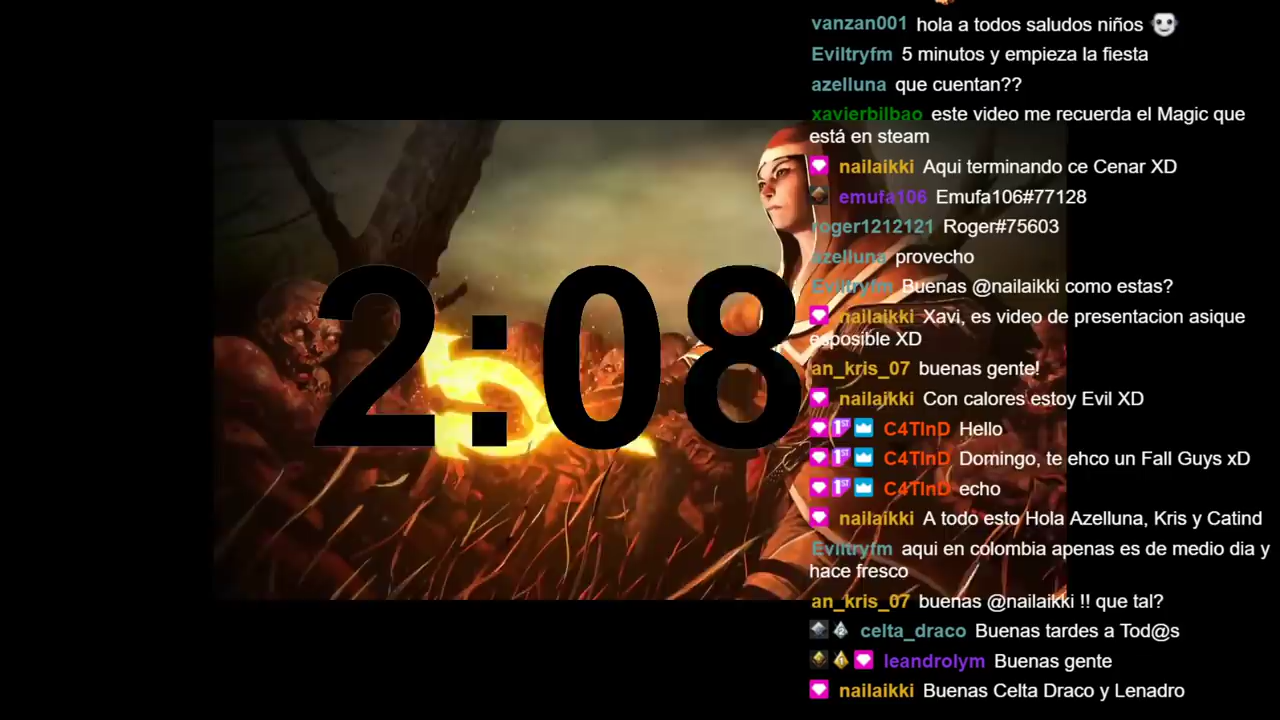 vanzan001 hola a todos saludos niños
Eviltryfm 5 minutos y empieza la fiesta
azelluna que cuentan??
xavierbilbao este video me recuerda el Magic que
está en steam
nailaikki Aqui terminando ce Cenar XD
emufa106 Emufa106#77128
roger1212121 Roger#75603
azelluna provecho
Eviltryfm Buenas @nailaikki como estas?
nailaikki Xavi, es video de presentacion asique
esposible XD
an_kris_07 buenas gente!
nailaikki Con calores estoy Evil XD
1ST C4TInD Hello
1ST C4TInD Domingo, te ehco un Fall Guys xD
1ST C4TInD echo
nailaikki A todo esto Hola Azelluna, Kris y Catind
Eviltryfm aqui en colombia apenas es de medio dia y
hace fresco
an_kris_07 buenas @nailaikki !! que tal?
2 celta_draco Buenas tardes a Tod@s
1 leandrolym Buenas gente
nailaikki Buenas Celta Draco y Lenadro
2:08